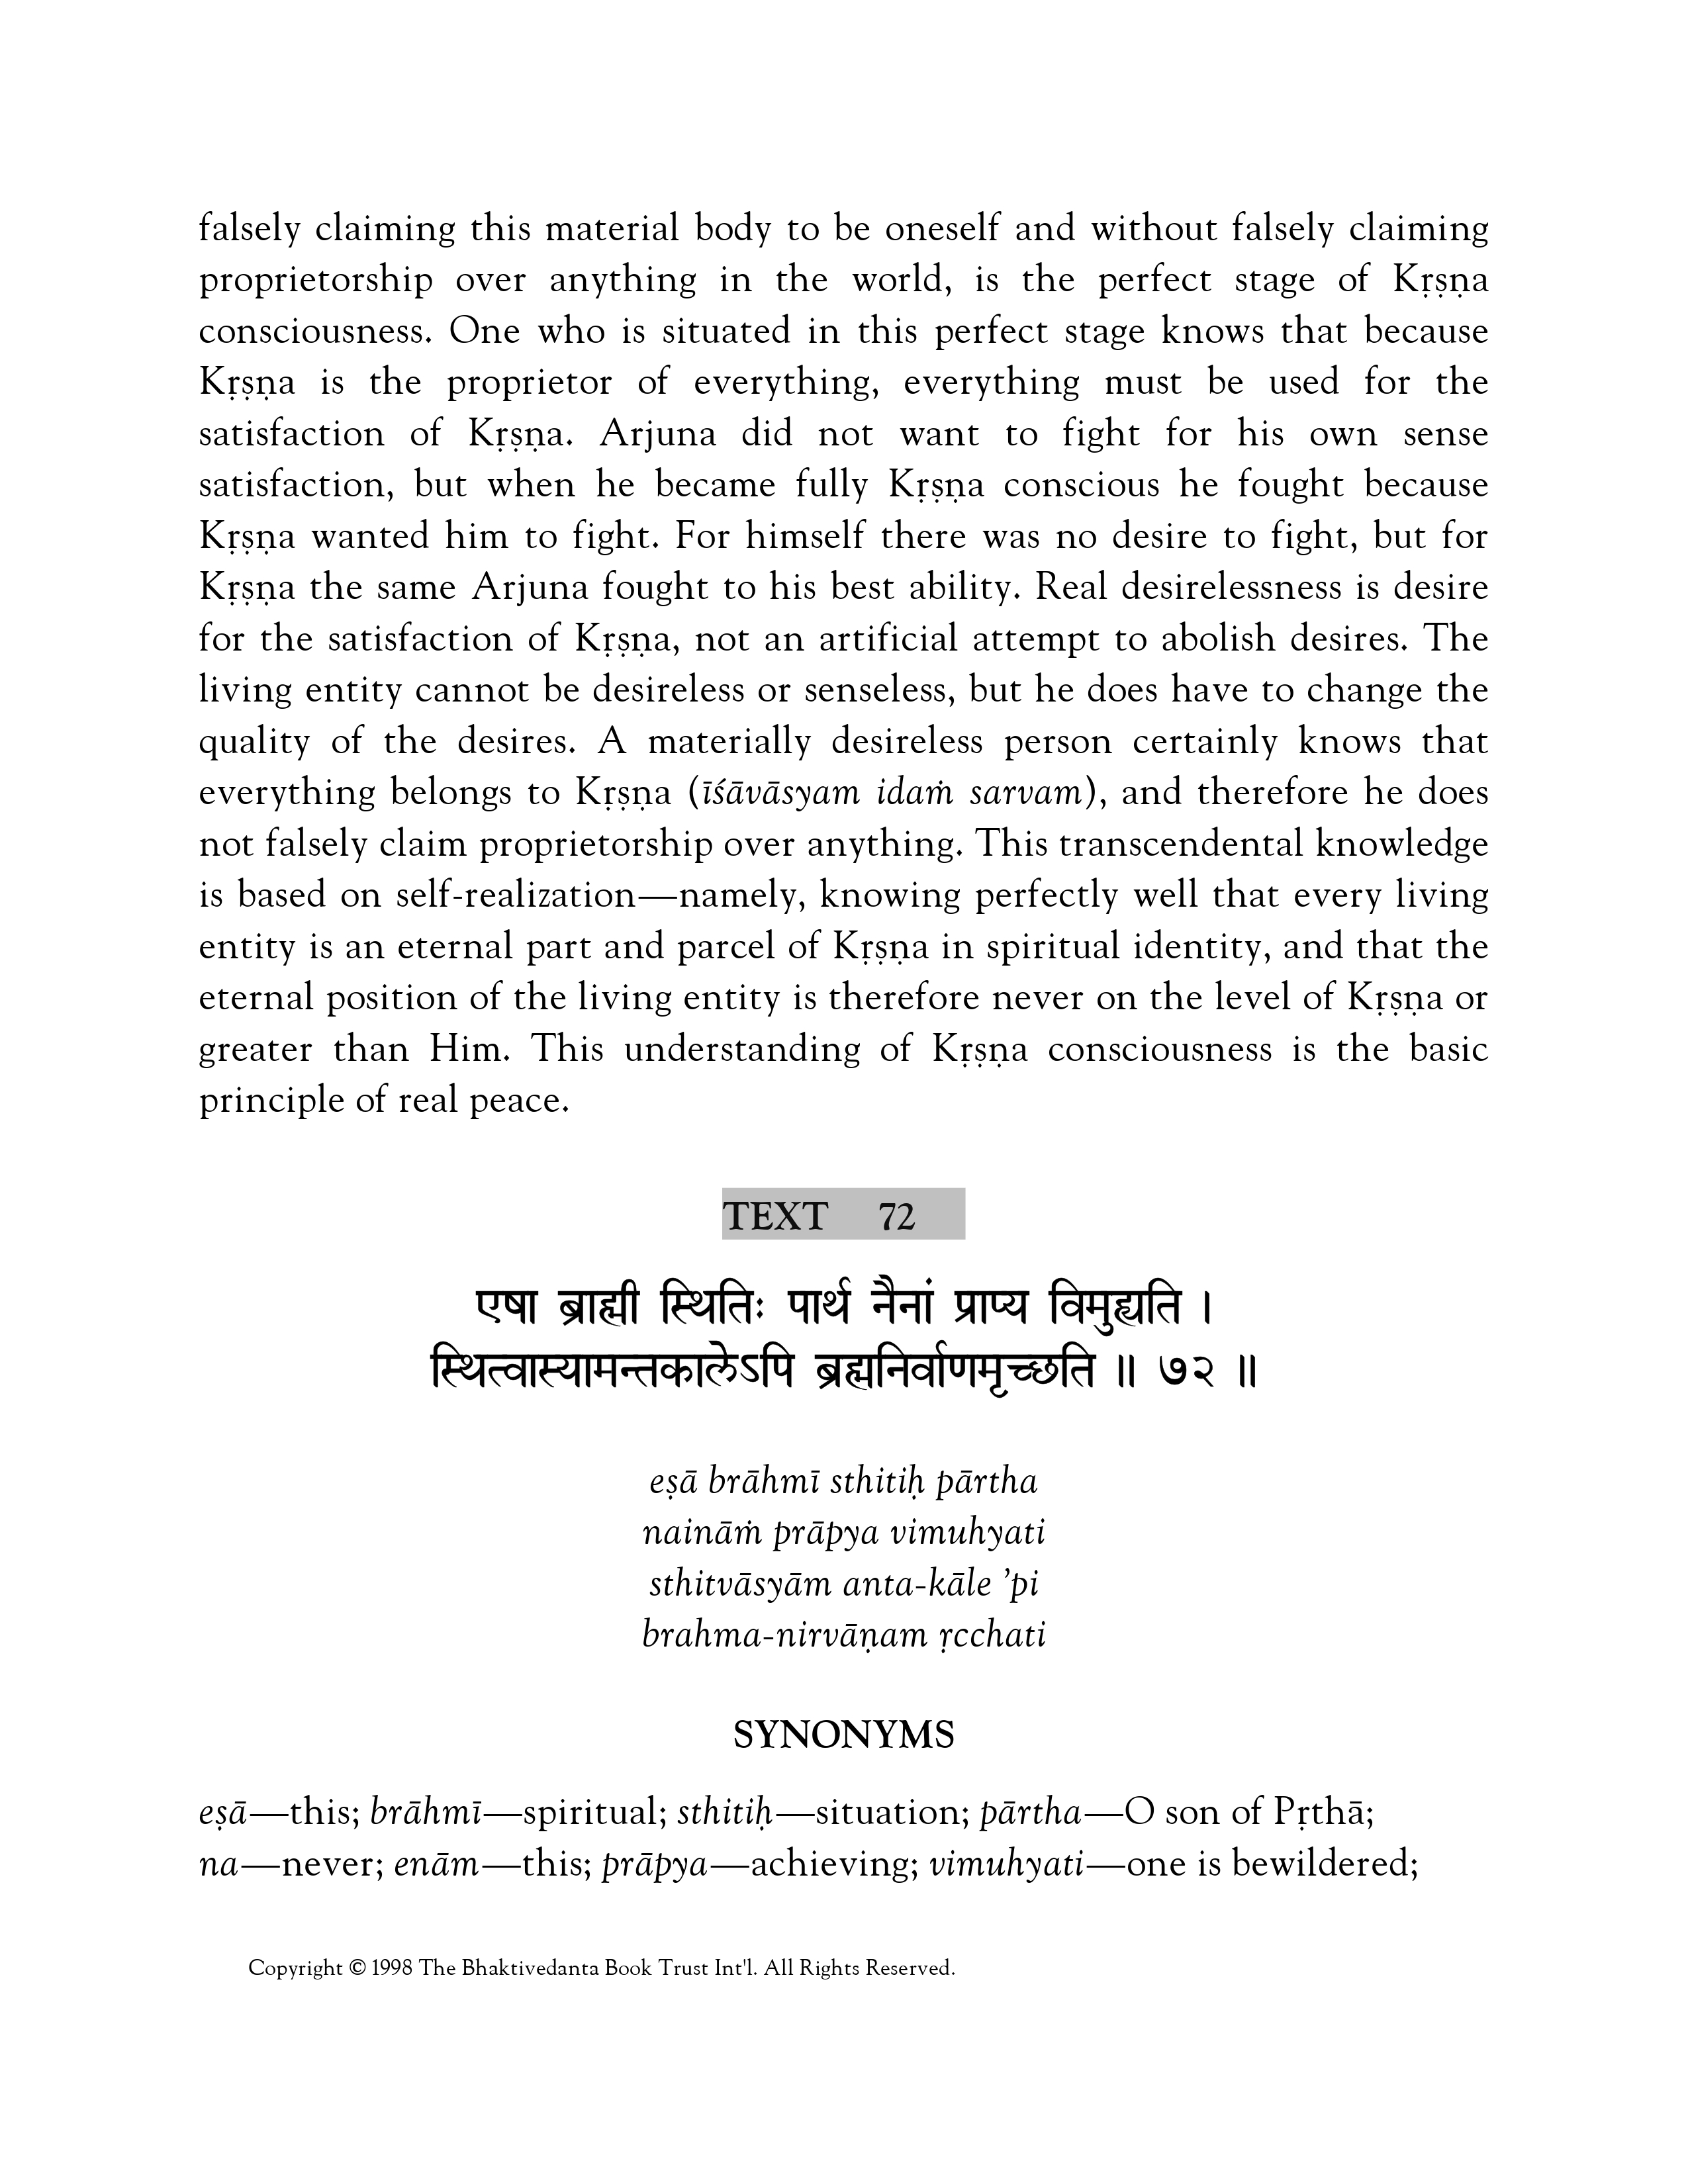 falsely claiming this material body to be oneself and without falsely claiming
proprietorship over anything in the world, is the perfect stage of Kṛṣṇa
consciousness. One who is situated in this perfect stage knows that because
Kṛṣṇa is the proprietor of everything, everything must be used for the
satisfaction of Kṛṣṇa. Arjuna did not want to fight for his own sense
satisfaction, but when he became fully Kṛṣṇa conscious he fought because
Kṛṣṇa wanted him to fight. For himself there was no desire to fight, but for
Kṛṣṇa the same Arjuna fought to his best ability. Real desirelessness is desire
for the satisfaction of Kṛṣṇa, not an artificial attempt to abolish desires. The
living entity cannot be desireless or senseless, but he does have to change the
quality of the desires. A materially desireless person certainly knows that
everything belongs to Kṛṣṇa (īśāvāsyam idaṁ sarvam), and therefore he does
not falsely claim proprietorship over anything. This transcendental knowledge
is based on self-realization—namely, knowing perfectly well that every living
entity is an eternal part and parcel of Kṛṣṇa in spiritual identity, and that the
eternal position of the living entity is therefore never on the level of Kṛṣṇa or
greater than Him. This understanding of Kṛṣṇa consciousness is the basic
principle of real peace.
TEXT 72
एषा ब्राह्मी स्थितिः पार्थ नैनां प्राप्य विमुह्यति ।
स्थित्वास्यामन्तकालेऽपि ब्रह्मनिर्वाणमृच्छति ॥ ७२ ॥
eṣā brāhmī sthitiḥ pārtha
naināṁ prāpya vimuhyati
sthitvāsyām anta-kāle ’pi
brahma-nirvāṇam ṛcchati
SYNONYMS
eṣā—this; brāhmī—spiritual; sthitiḥ—situation; pārtha—O son of Pṛthā;
na—never; enām—this; prāpya—achieving; vimuhyati—one is bewildered;
Copyright © 1998 The Bhaktivedanta Book Trust Int'l. All Rights Reserved.